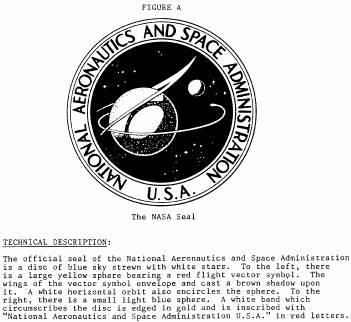 FIGURE A
NATIONAL AERONAUTICS AND SPACE ADMINISTRATION
U.S.A.
The NASA Seal
TECHNICAL DESCRIPTION:
The official seal of the National Aeronautics and Space Administration
is a disc of blue sky strewn with white stars. To the left, there
is a large yellow sphere bearing a red flight vector symbol. The
wings of the vector symbol envelope and cast a brown shadow upon
it. A white horizontal orbit also encircles the sphere. To the
right, there is a small light blue sphere. A white band which
circumscribes the disc is edged in gold and is inscribed with
"National Aeronautics and Space Administration U.S.A." in red letters.